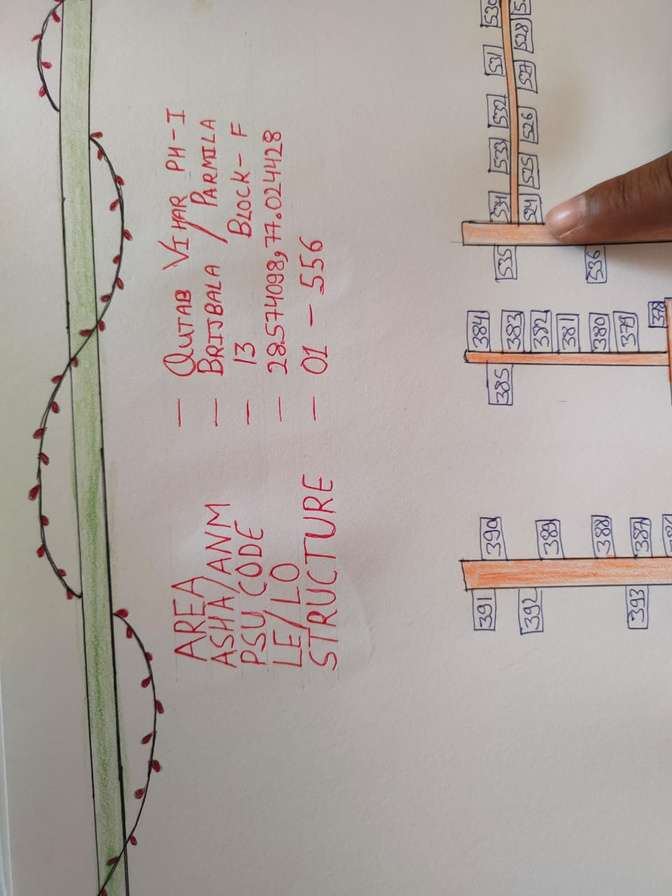 AREA - QUTAB VIHAR PH-I
ASHA/ANM - BRIJBALA / PARMILA
PSU CODE - 13 BLOCK-F
LE/LO - 28.574098, 77.024428
STRUCTURE - 01 - 556
534 533 532 531 530
524 525 526 527 528
535 536
384 383 382 381 380 379 378
385
390 389 388 387
391 392 393